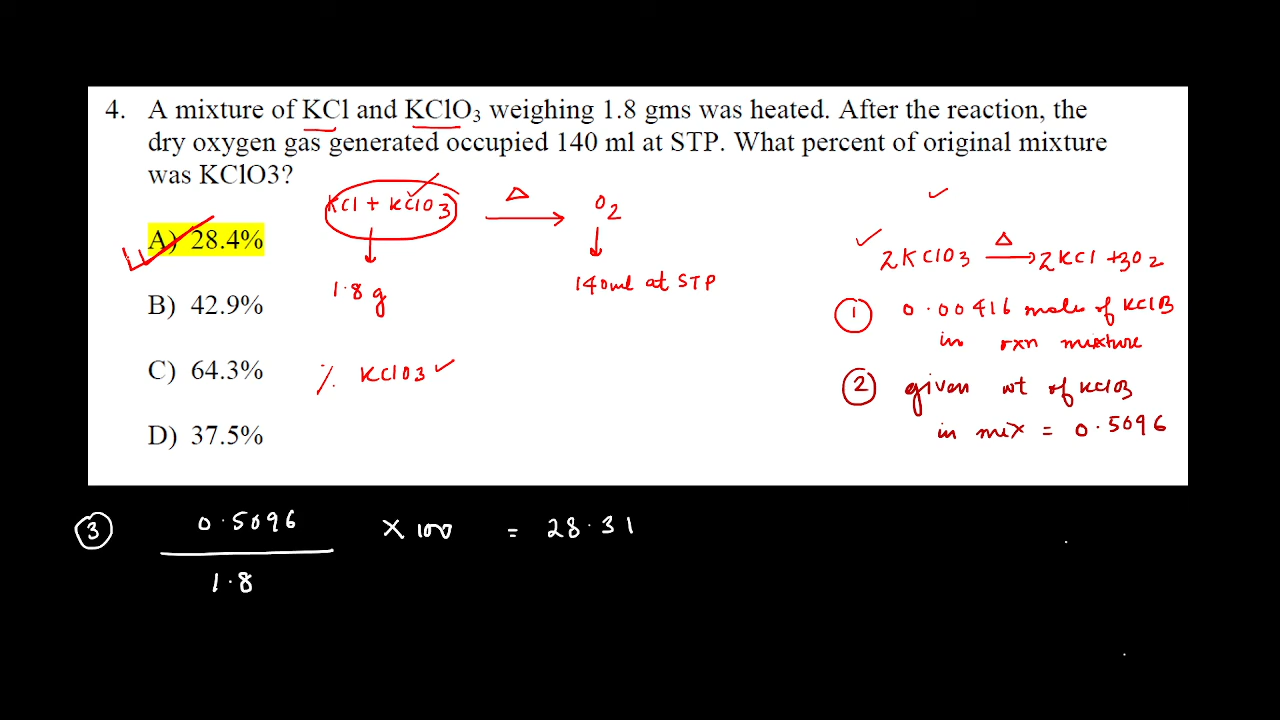 4. A mixture of KCl and KClO₃ weighing 1.8 gms was heated. After the reaction, the
dry oxygen gas generated occupied 140 ml at STP. What percent of original mixture
was KClO3?
KCl + KClO3 Δ → O2
A) 28.4%
1.8 g
140ml at STP
2KClO3 Δ → 2KCl + 3O2
B) 42.9%
① 0.00416 moles of KClO3
in rxn mixture
C) 64.3%
% KClO3
② given wt of KClO3
in mix = 0.5096
D) 37.5%
③ 0.5096 × 100 = 28.31
1.8